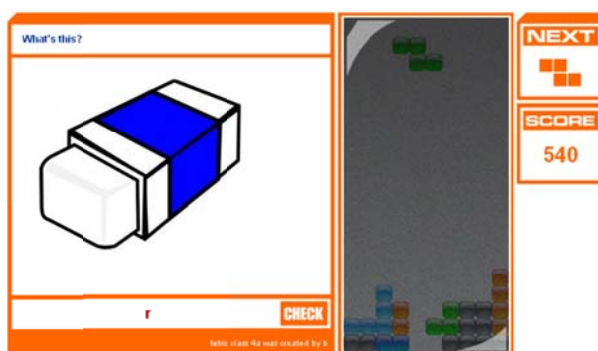 What's this?
r
CHECK
tetris class 4a was created by b
NEXT
SCORE
540